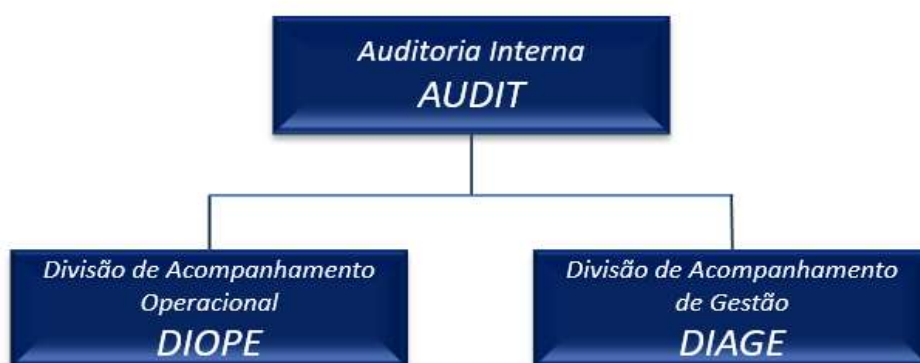 Auditoria Interna
AUDIT
Divisão de Acompanhamento
Operacional
DIOPE
Divisão de Acompanhamento
de Gestão
DIAGE